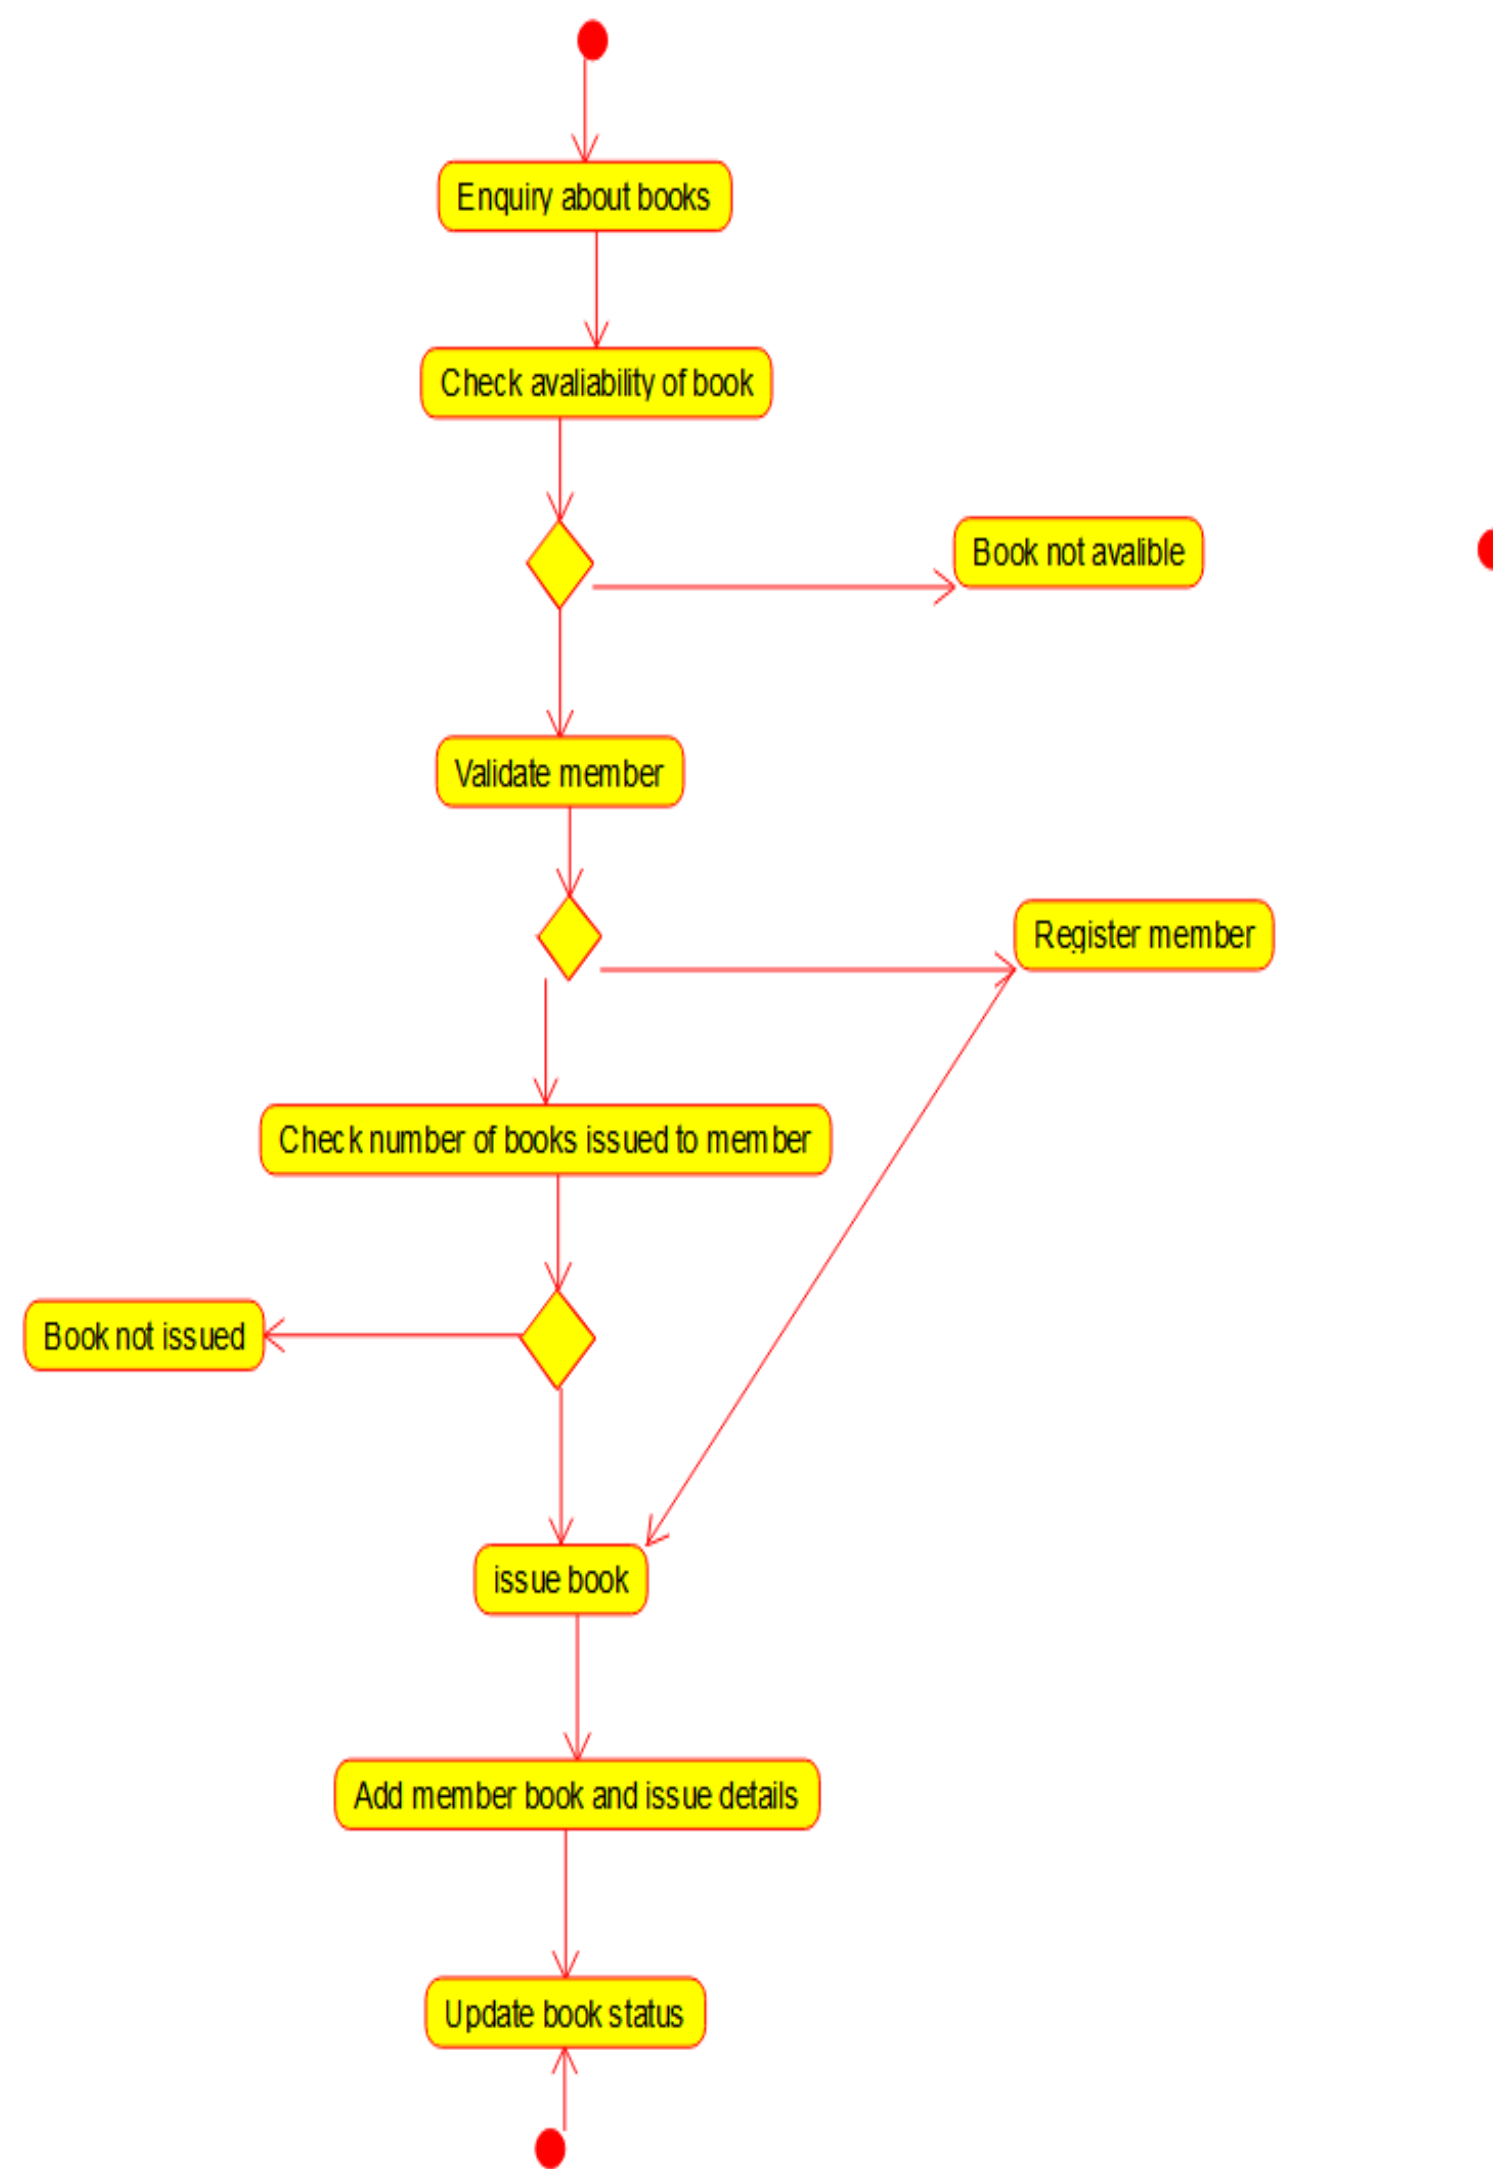 Enquiry about books
Check avaliability of book
Book not avalible
Validate member
Register member
Check number of books issued to member
Book not issued
issue book
Add member book and issue details
Update book status